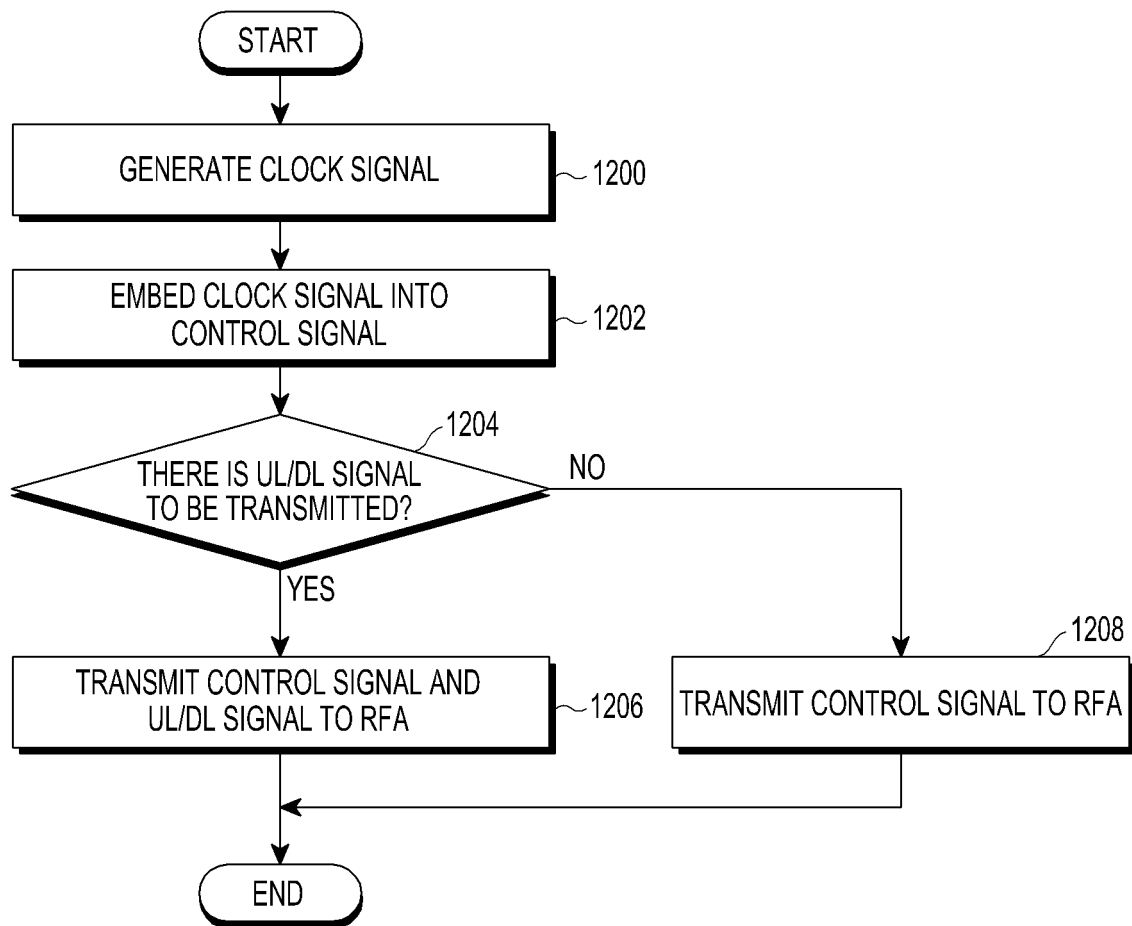 START
GENERATE CLOCK SIGNAL
1200
EMBED CLOCK SIGNAL INTO
CONTROL SIGNAL
1202
1204
THERE IS UL/DL SIGNAL
TO BE TRANSMITTED?
NO
YES
TRANSMIT CONTROL SIGNAL AND
UL/DL SIGNAL TO RFA
1206
1208
TRANSMIT CONTROL SIGNAL TO RFA
END